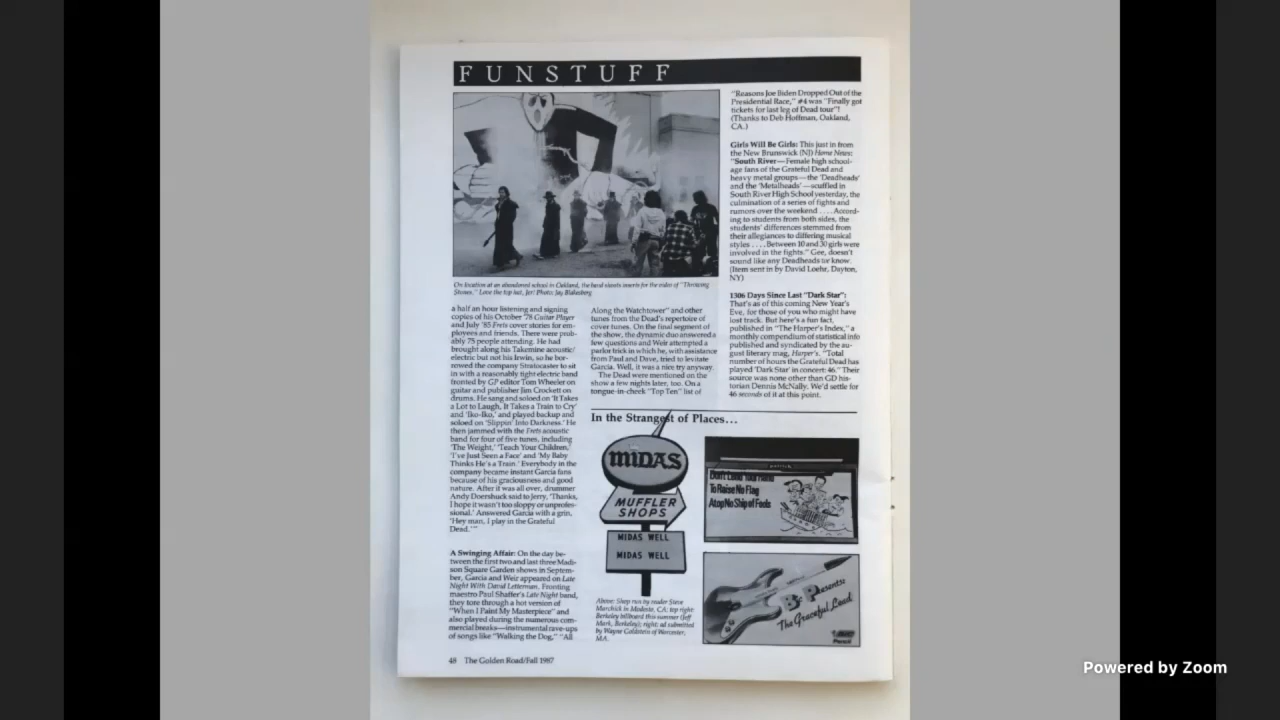 FUNSTUFF
On location at an abandoned school in Oakland, the band shoots inserts for the video of "Throwing
Stones." Love the top hat, Jer! Photo: Jay Blakesberg
a half an hour listening and signing
copies of his October '78 Guitar Player
and July '85 Frets cover stories for em-
ployees and friends. There were prob-
ably 75 people attending. He had
brought along his Takemine acoustic/
electric but not his Irwin, so he bor-
rowed the company Stratocaster to sit
in with a reasonably tight electric band
fronted by GP editor Tom Wheeler on
guitar and publisher Jim Crockett on
drums. He sang and soloed on 'It Takes
a Lot to Laugh, It Takes a Train to Cry'
and 'Iko-Iko,' and played backup and
soloed on 'Slippin' Into Darkness.' He
then jammed with the Frets acoustic
band for four of five tunes, including
'The Weight,' 'Teach Your Children,'
'I've Just Seen a Face' and 'My Baby
Thinks He's a Train.' Everybody in the
company became instant Garcia fans
because of his graciousness and good
nature. After it was all over, drummer
Andy Doershuck said to Jerry, 'Thanks,
I hope it wasn't too sloppy or unprofes-
sional.' Answered Garcia with a grin,
'Hey man, I play in the Grateful
Dead.'"
A Swinging Affair: On the day be-
tween the first two and last three Madi-
son Square Garden shows in Septem-
ber, Garcia and Weir appeared on Late
Night With David Letterman. Fronting
maestro Paul Shaffer's Late Night band,
they tore through a hot version of
"When I Paint My Masterpiece" and
also played during the numerous com-
mercial breaks—instrumental rave-ups
of songs like "Walking the Dog," "All
Along the Watchtower" and other
tunes from the Dead's repertoire of
cover tunes. On the final segment of
the show, the dynamic duo answered a
few questions and Weir attempted a
parlor trick in which he, with assistance
from Paul and Dave, tried to levitate
Garcia. Well, it was a nice try anyway.
The Dead were mentioned on the
show a few nights later, too. On a
tongue-in-cheek "Top Ten" list of
"Reasons Joe Biden Dropped Out of the
Presidential Race," #4 was "Finally got
tickets for last leg of Dead tour"!
(Thanks to Deb Hoffman, Oakland,
CA.)
Girls Will Be Girls: This just in from
the New Brunswick (NJ) Home News:
"South River—Female high school-
age fans of the Grateful Dead and
heavy metal groups—the 'Deadheads'
and the 'Metalheads'—scuffled in
South River High School yesterday, the
culmination of a series of fights and
rumors over the weekend . . . . Accord-
ing to students from both sides, the
students' differences stemmed from
their allegiances to differing musical
styles . . . . Between 10 and 30 girls were
involved in the fights." Gee, doesn't
sound like any Deadheads we know.
(Item sent in by David Loehr, Dayton,
NY)
1306 Days Since Last "Dark Star":
That's as of this coming New Year's
Eve, for those of you who might have
lost track. But here's a fun fact,
published in "The Harper's Index," a
monthly compendium of statistical info
published and syndicated by the au-
gust literary mag, Harper's. "Total
number of hours the Grateful Dead has
played 'Dark Star' in concert: 46." Their
source was none other than GD his-
torian Dennis McNally. We'd settle for
46 seconds of it at this point.
In the Strangest of Places...
MIDAS
MUFFLER
SHOPS
MIDAS WELL
MIDAS WELL
Don't Lend Your Hand
To Raise No Flag
Atop No Ship of Fools
Bic Presents:
The Graceful Lead
Above: Shop run by reader Steve
Marchick in Modesto, CA; top right:
Berkeley billboard this summer (Jeff
Mark, Berkeley); right: ad submitted
by Wayne Goldstein of Worcester,
MA.
48 The Golden Road/Fall 1987
Powered by Zoom